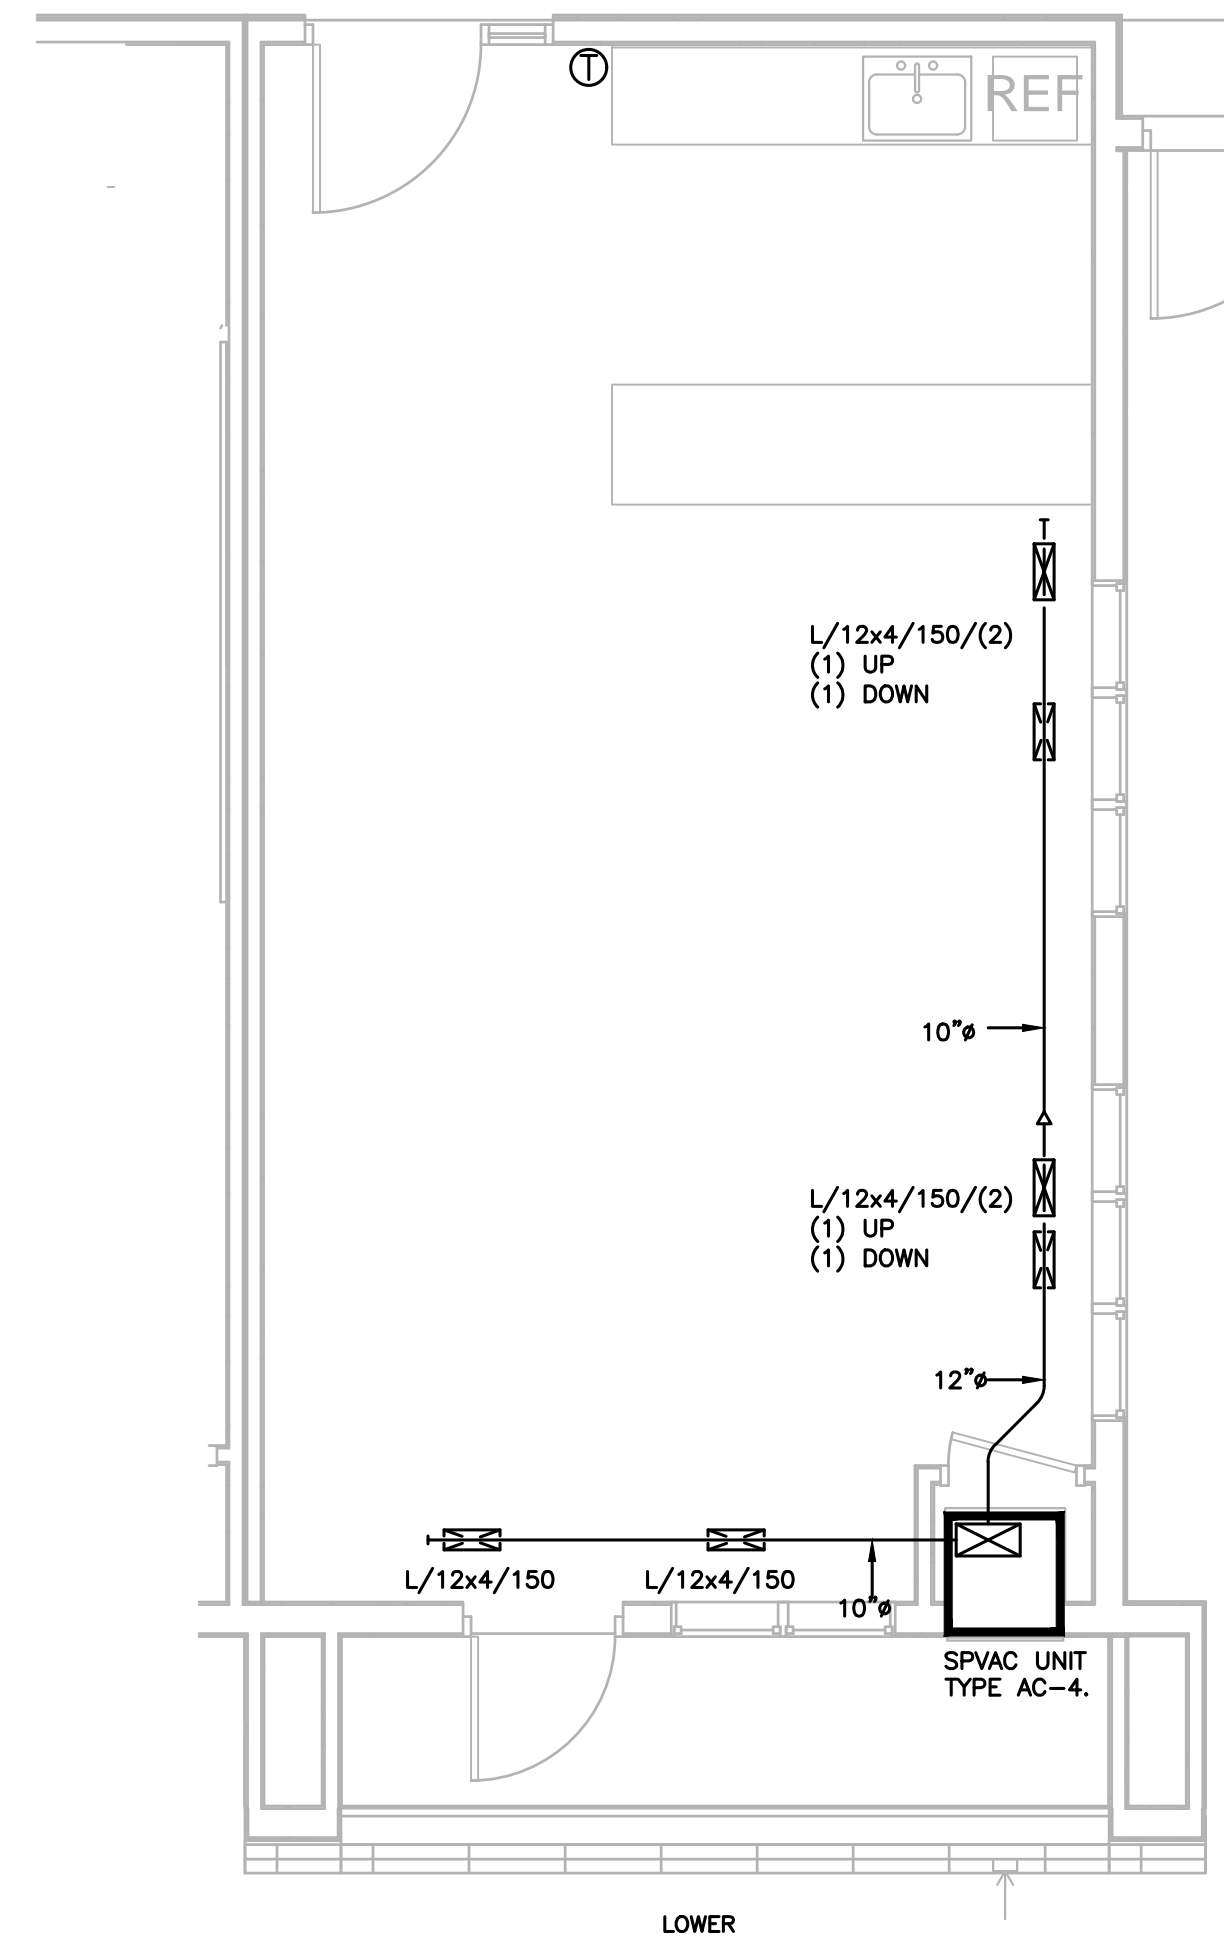 T
REF
L/12x4/150/(2)
(1) UP
(1) DOWN
10"ø
L/12x4/150/(2)
(1) UP
(1) DOWN
12"ø
L/12x4/150
L/12x4/150
10"ø
SPVAC UNIT
TYPE AC-4.
LOWER